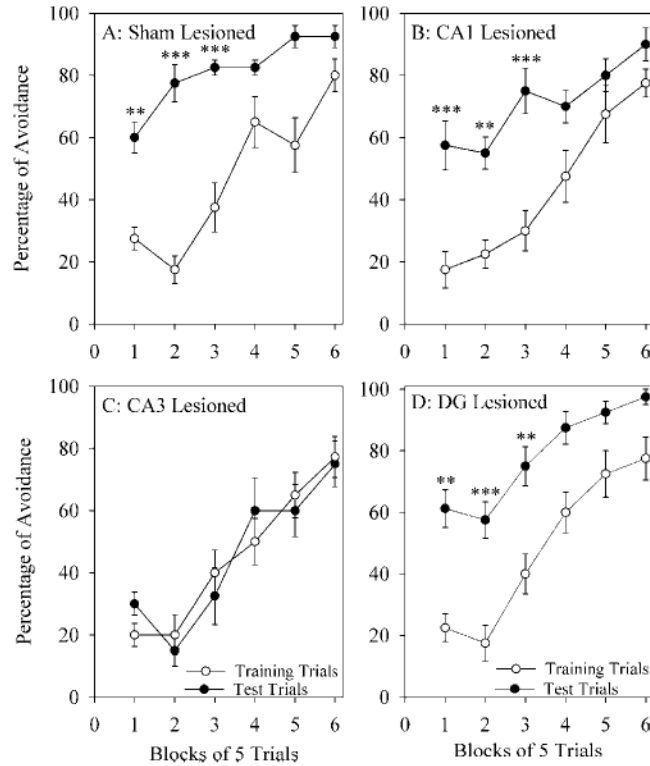 A: Sham Lesioned
B: CA1 Lesioned
100
80
60
40
20
0
Percentage of Avoidance
** *** ***
*** ** ***
100
80
60
40
20
0
0 1 2 3 4 5 6
0 1 2 3 4 5 6
C: CA3 Lesioned
D: DG Lesioned
100
80
60
40
20
0
Percentage of Avoidance
** *** **
100
80
60
40
20
0
Training Trials
Test Trials
Training Trials
Test Trials
0 1 2 3 4 5 6
0 1 2 3 4 5 6
Blocks of 5 Trials
Blocks of 5 Trials